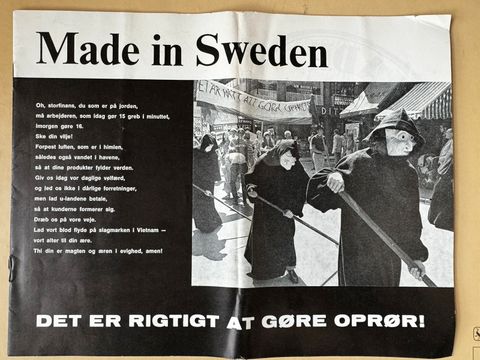 Made in Sweden
Oh, storfinans, du som er på jorden,
må arbejderen, som idag gør 15 greb i minuttet,
imorgen gøre 16.
Ske din vilje!
Forpest luften, som er i himlen,
således også vandet i havene,
så at dine produkter fylder verden.
Giv os idag vor daglige velfærd,
og led os ikke i dårlige forretninger,
men lad u-landene betale,
så at kunderne formerer sig.
Dræb os på vore veje.
Lad vort blod flyde på slagmarken i Vietnam —
vort alter til din ære.
Thi din er magten og æren i evighed, amen!
ATT GÖRA UPPROR
DET ER RIGTIGT AT GØRE OPRØR!